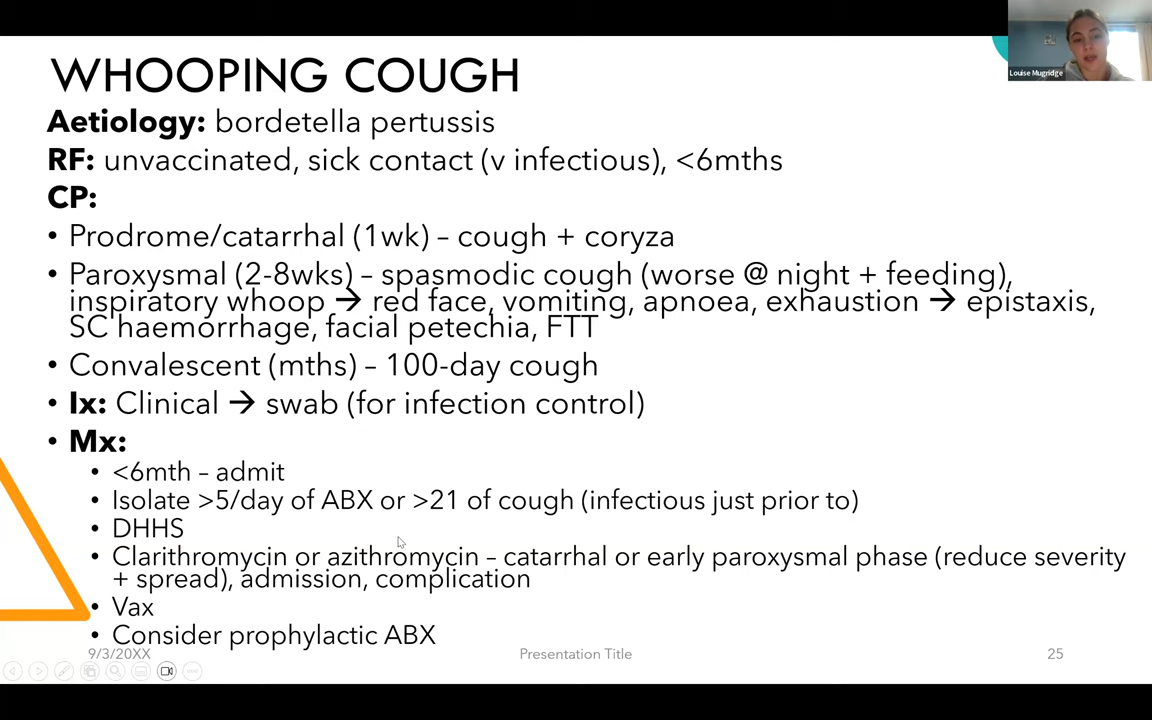 Louise Mugridge
WHOOPING COUGH
Aetiology: bordetella pertussis
RF: unvaccinated, sick contact (v infectious), <6mths
CP:
• Prodrome/catarrhal (1wk) – cough + coryza
• Paroxysmal (2-8wks) – spasmodic cough (worse @ night + feeding),
inspiratory whoop → red face, vomiting, apnoea, exhaustion → epistaxis,
SC haemorrhage, facial petechia, FTT
• Convalescent (mths) – 100-day cough
• Ix: Clinical → swab (for infection control)
• Mx:
• <6mth – admit
• Isolate >5/day of ABX or >21 of cough (infectious just prior to)
• DHHS
• Clarithromycin or azithromycin – catarrhal or early paroxysmal phase (reduce severity
+ spread), admission, complication
• Vax
• Consider prophylactic ABX
9/3/20XX
Presentation Title
25